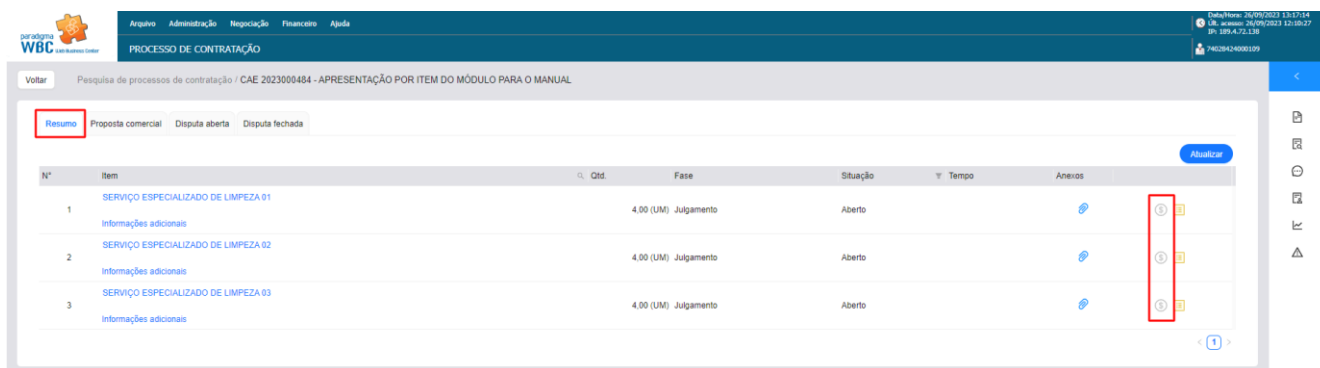 Arquivo Administração Negociação Financeiro Ajuda
Data/Hora: 26/09/2023 13:17:14
Últ. acesso: 26/09/2023 12:10:27
IP: 189.4.72.138
paradigma
WBC Web Business Center
PROCESSO DE CONTRATAÇÃO
74028424000109
Voltar Pesquisa de processos de contratação / CAE 2023000484 - APRESENTAÇÃO POR ITEM DO MÓDULO PARA O MANUAL
Resumo Proposta comercial Disputa aberta Disputa fechada
Atualizar
N° Item Qtd. Fase Situação Tempo Anexos
SERVIÇO ESPECIALIZADO DE LIMPEZA 01
1 4,00 (UM) Julgamento Aberto
Informações adicionais
SERVIÇO ESPECIALIZADO DE LIMPEZA 02
2 4,00 (UM) Julgamento Aberto
Informações adicionais
SERVIÇO ESPECIALIZADO DE LIMPEZA 03
3 4,00 (UM) Julgamento Aberto
Informações adicionais
< 1 >